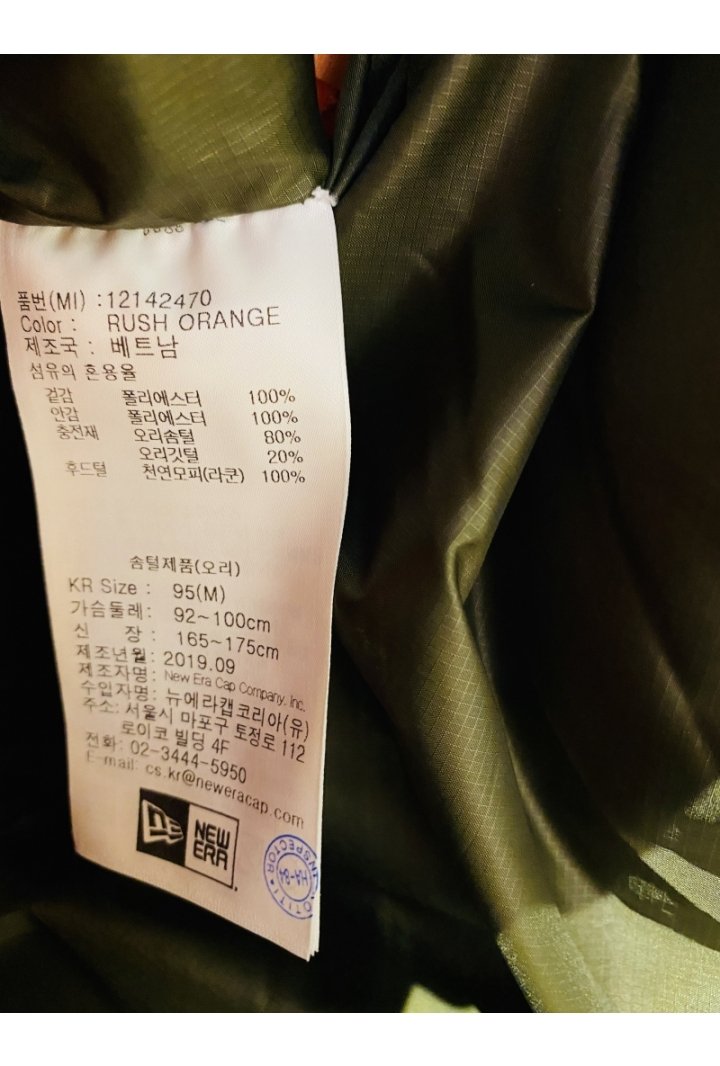 품번(MI) :12142470
Color : RUSH ORANGE
제조국 : 베트남
섬유의 혼용율
겉감 폴리에스터 100%
안감 폴리에스터 100%
충전재 오리솜털 80%
오리깃털 20%
후드털 천연모피(라쿤) 100%
솜털제품(오리)
KR Size : 95(M)
가슴둘레: 92~100cm
신 장 : 165~175cm
제조년월: 2019.09
제조자명: New Era Cap Company, Inc.
수입자명: 뉴에라캡코리아(유)
주소: 서울시 마포구 토정로 112
로이코 빌딩 4F
전화: 02-3444-5950
E-mail: cs.kr@neweracap.com
NEW
ERA
INSPECTOR
HA-84